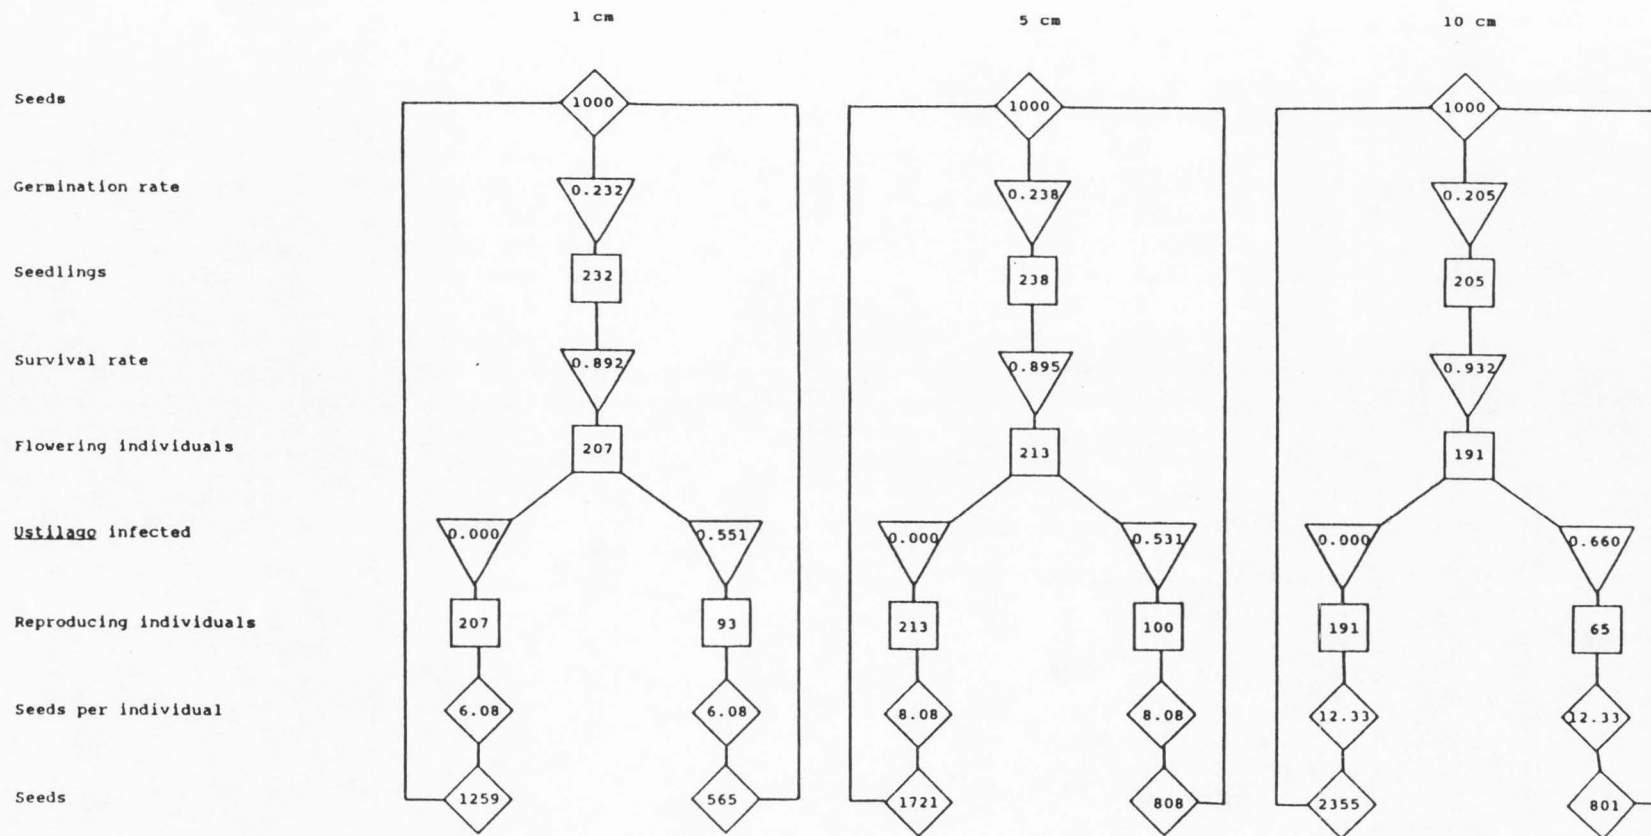 1 cm 5 cm 10 cm
Seeds 1000 1000 1000
Germination rate 0.232 0.238 0.205
Seedlings 232 238 205
Survival rate 0.892 0.895 0.932
Flowering individuals 207 213 191
Ustilago infected 0.000 0.551 0.000 0.531 0.000 0.660
Reproducing individuals 207 93 213 100 191 65
Seeds per individual 6.08 6.08 8.08 8.08 12.33 12.33
Seeds 1259 565 1721 808 2355 801